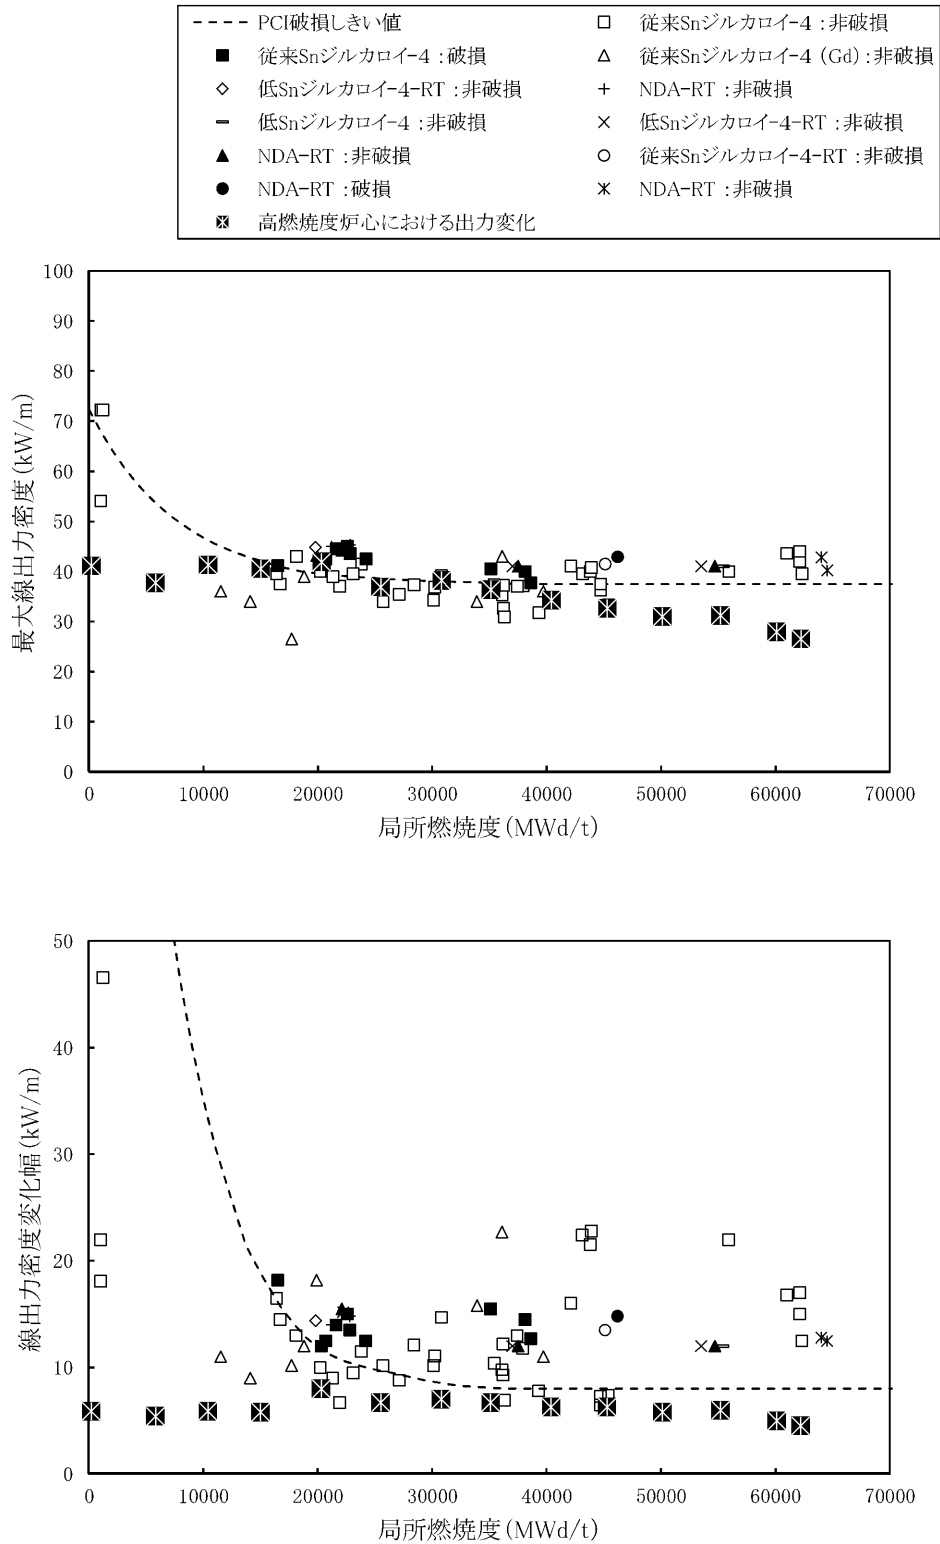 PCI破損しきい値
従来Snジルカロイ-4：非破損
従来Snジルカロイ-4：破損
従来Snジルカロイ-4（Gd）：非破損
低Snジルカロイ-4-RT：非破損
NDA-RT：非破損
低Snジルカロイ-4：非破損
低Snジルカロイ-4-RT：非破損
NDA-RT：非破損
従来Snジルカロイ-4-RT：非破損
NDA-RT：破損
NDA-RT：非破損
高燃焼度炉心における出力変化
最大線出力密度(kW/m)
100
90
80
70
60
50
40
30
20
10
0
0 10000 20000 30000 40000 50000 60000 70000
局所燃焼度(MWd/t)
線出力密度変化幅(kW/m)
50
40
30
20
10
0
0 10000 20000 30000 40000 50000 60000 70000
局所燃焼度(MWd/t)